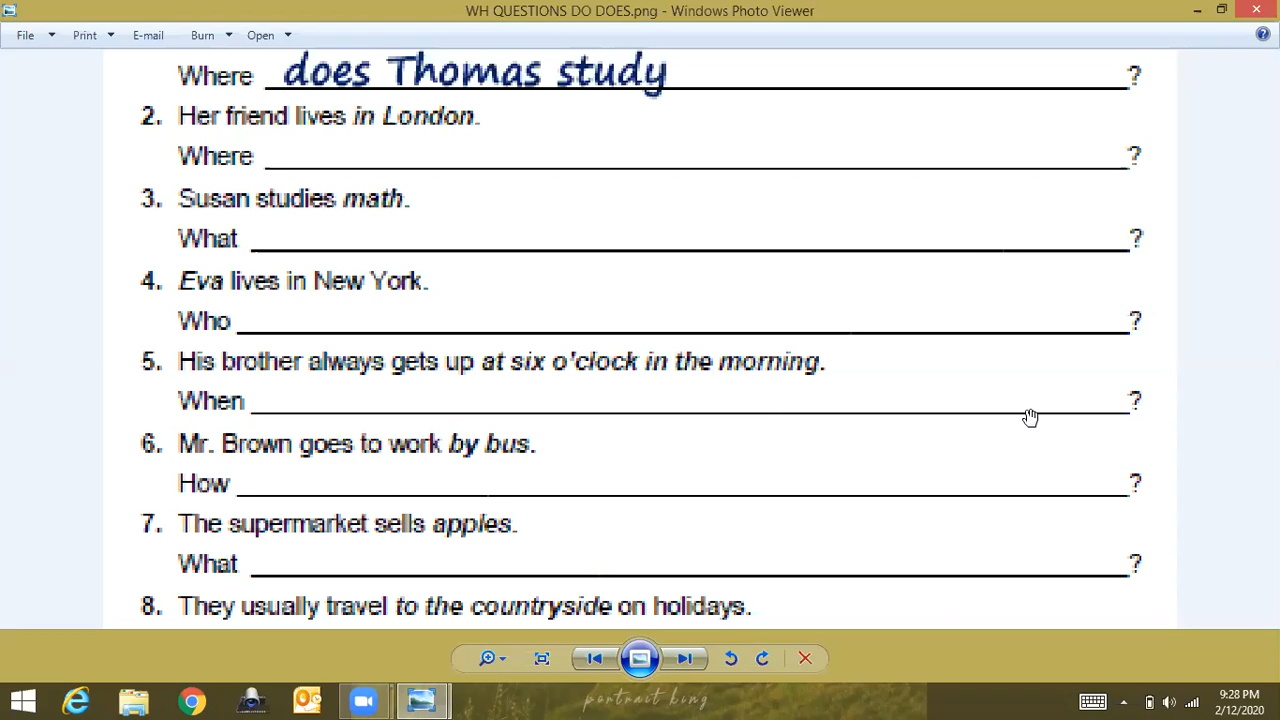 WH QUESTIONS DO DOES.png - Windows Photo Viewer
File Print E-mail Burn Open
Where does Thomas study ?
2. Her friend lives in London.
Where ?
3. Susan studies math.
What ?
4. Eva lives in New York.
Who ?
5. His brother always gets up at six o'clock in the morning.
When ?
6. Mr. Brown goes to work by bus.
How ?
7. The supermarket sells apples.
What ?
8. They usually travel to the countryside on holidays.
portrait king
9:28 PM
2/12/2020